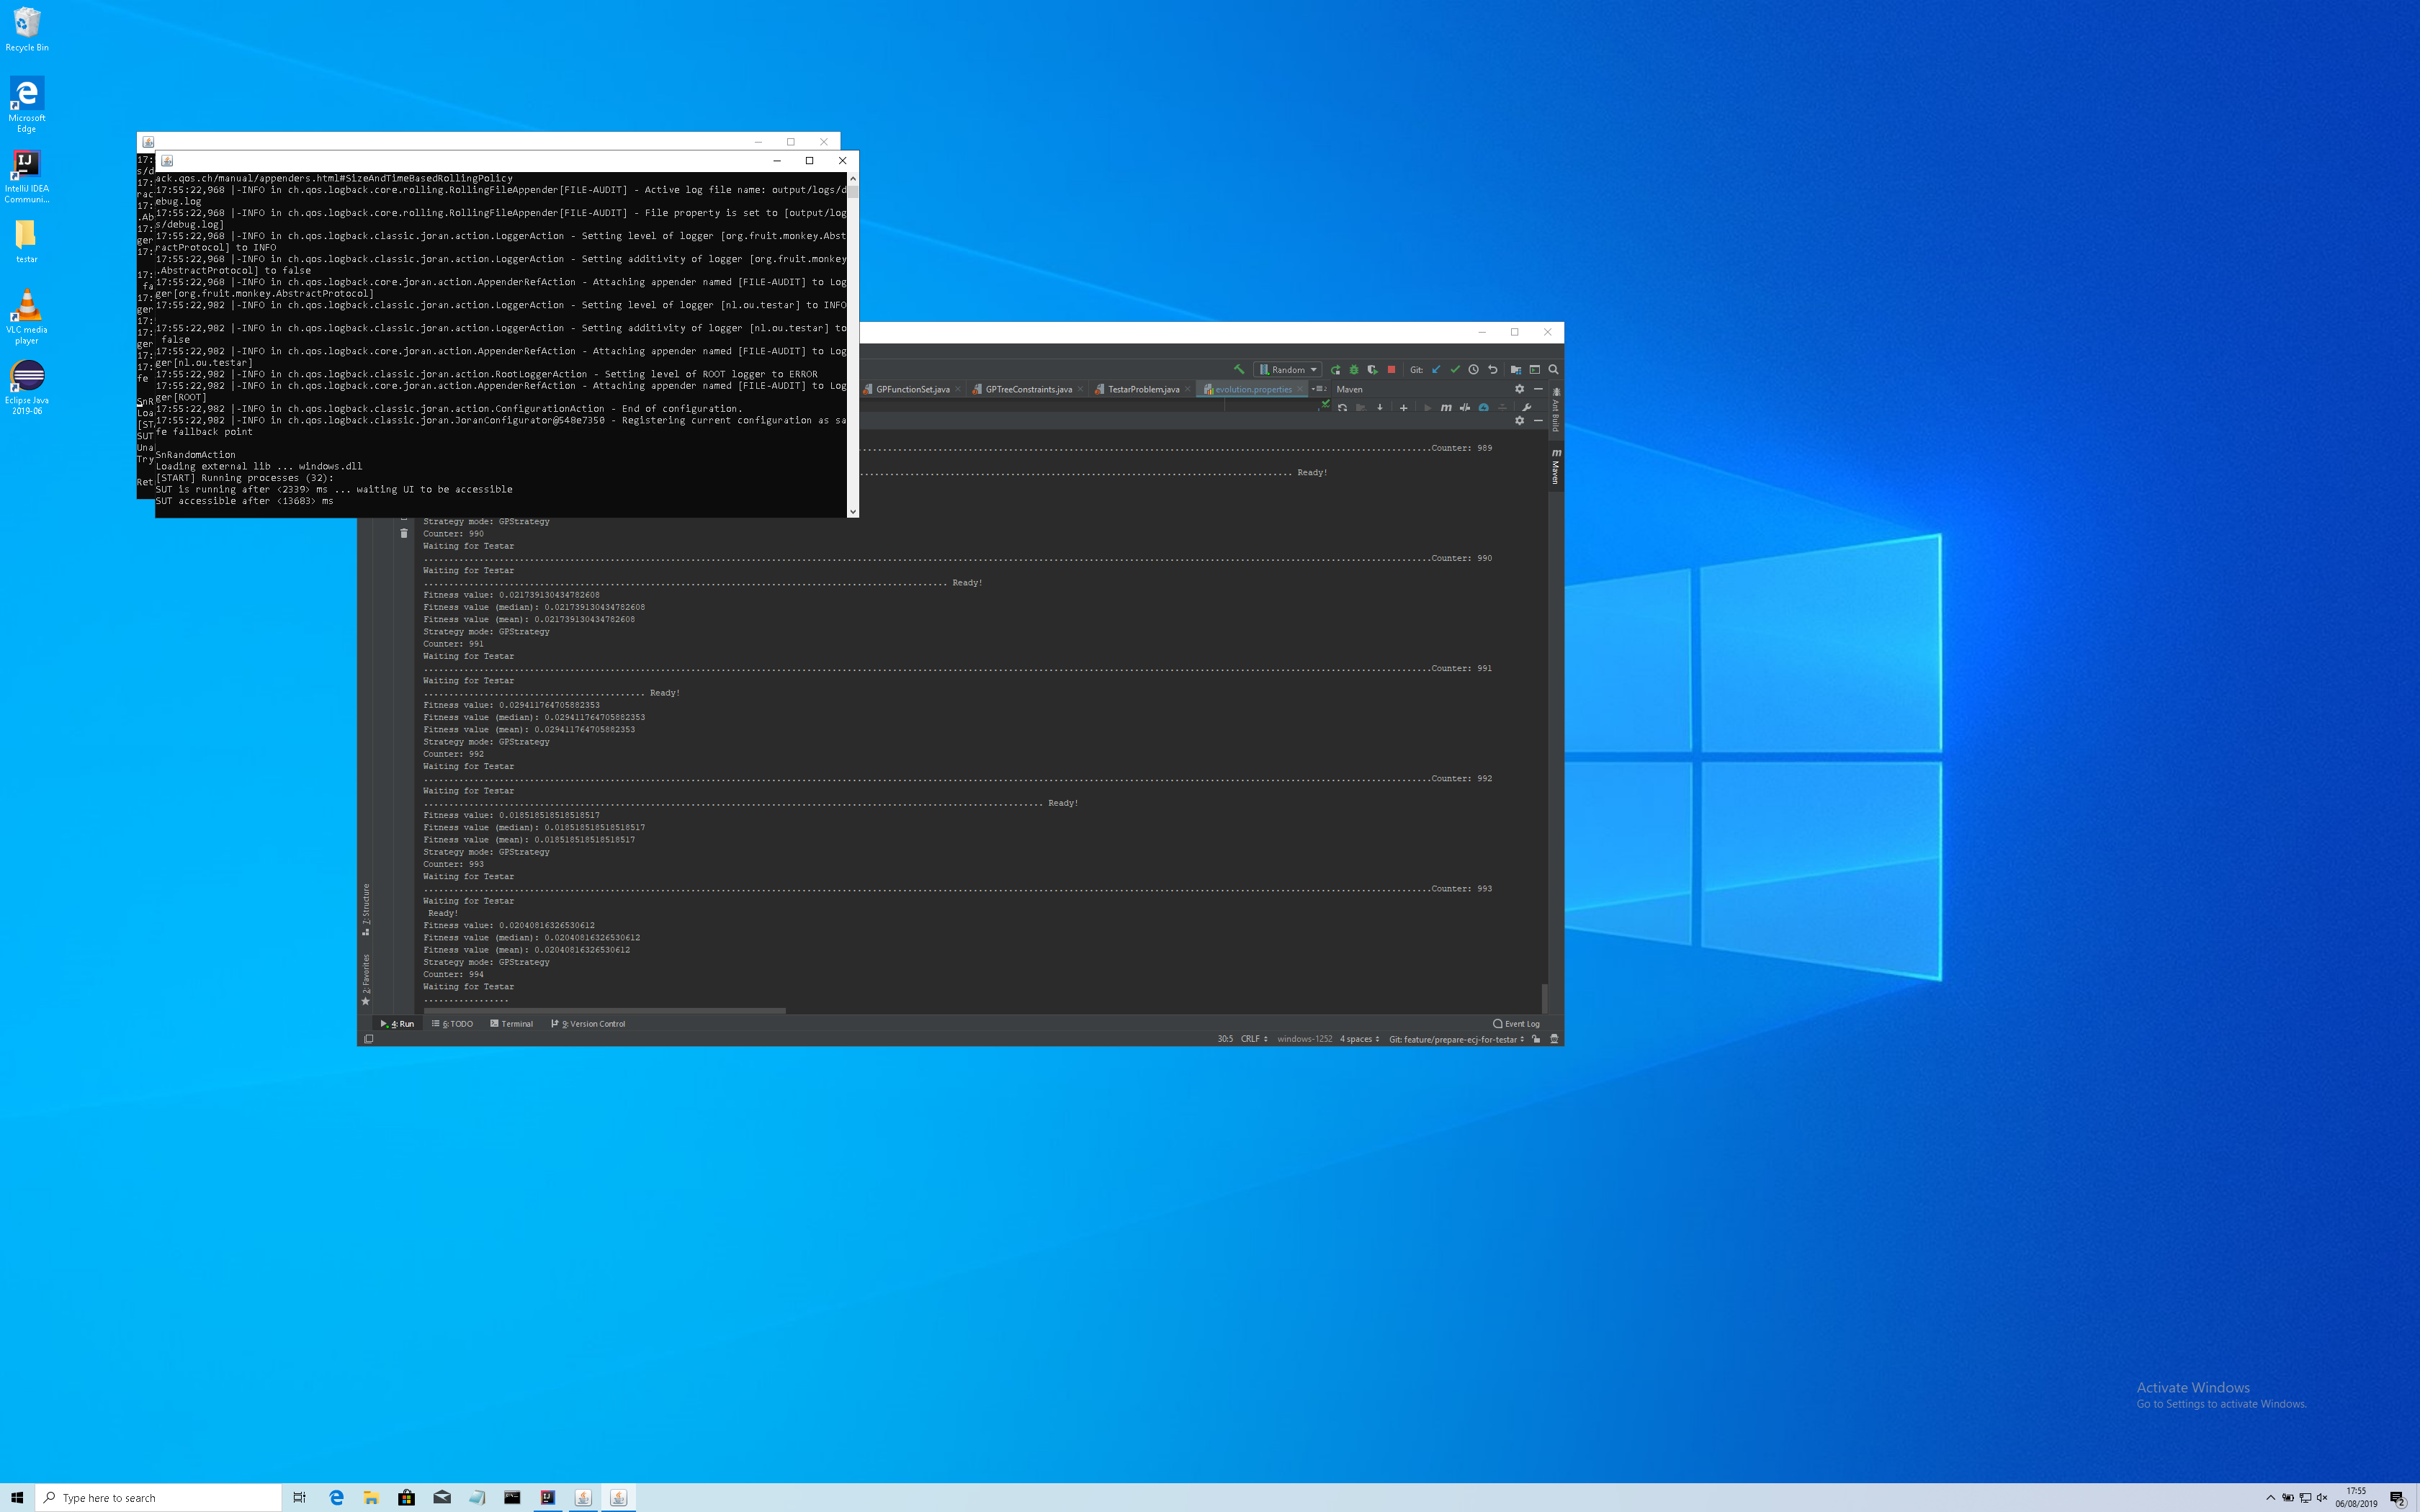 Recycle Bin
Microsoft
Edge
IntelliJ IDEA
Communi...
testar
VLC media
player
Eclipse Java
2019-06
ack.qos.ch/manual/appenders.html#SizeAndTimeBasedRollingPolicy
17:55:22,968 |-INFO in ch.qos.logback.core.rolling.RollingFileAppender[FILE-AUDIT] - Active log file name: output/logs/d
ebug.log
17:55:22,968 |-INFO in ch.qos.logback.core.rolling.RollingFileAppender[FILE-AUDIT] - File property is set to [output/log
s/debug.log]
17:55:22,968 |-INFO in ch.qos.logback.classic.joran.action.LoggerAction - Setting level of logger [org.fruit.monkey.Abst
ractProtocol] to INFO
17:55:22,968 |-INFO in ch.qos.logback.classic.joran.action.LoggerAction - Setting additivity of logger [org.fruit.monkey
.AbstractProtocol] to false
17:55:22,968 |-INFO in ch.qos.logback.core.joran.action.AppenderRefAction - Attaching appender named [FILE-AUDIT] to Log
ger[org.fruit.monkey.AbstractProtocol]
17:55:22,982 |-INFO in ch.qos.logback.classic.joran.action.LoggerAction - Setting level of logger [nl.ou.testar] to INFO
17:55:22,982 |-INFO in ch.qos.logback.classic.joran.action.LoggerAction - Setting additivity of logger [nl.ou.testar] to
false
17:55:22,982 |-INFO in ch.qos.logback.core.joran.action.AppenderRefAction - Attaching appender named [FILE-AUDIT] to Log
ger[nl.ou.testar]
17:55:22,982 |-INFO in ch.qos.logback.classic.joran.action.RootLoggerAction - Setting level of ROOT logger to ERROR
17:55:22,982 |-INFO in ch.qos.logback.core.joran.action.AppenderRefAction - Attaching appender named [FILE-AUDIT] to Log
ger[ROOT]
17:55:22,982 |-INFO in ch.qos.logback.classic.joran.action.ConfigurationAction - End of configuration.
17:55:22,982 |-INFO in ch.qos.logback.classic.joran.JoranConfigurator@548e7350 - Registering current configuration as sa
fe fallback point
SnRandomAction
Loading external lib ... windows.dll
[START] Running processes (32):
SUT is running after <2339> ms ... waiting UI to be accessible
SUT accessible after <13683> ms
Random
Git:
GPFunctionSet.java
GPTreeConstraints.java
TestarProblem.java
evolution.properties
Maven
Ant Build
Maven
Counter: 989
Ready!
Strategy mode: GPStrategy
Counter: 990
Waiting for Testar
Counter: 990
Waiting for Testar
Ready!
Fitness value: 0.021739130434782608
Fitness value (median): 0.021739130434782608
Fitness value (mean): 0.021739130434782608
Strategy mode: GPStrategy
Counter: 991
Waiting for Testar
Counter: 991
Waiting for Testar
Ready!
Fitness value: 0.029411764705882353
Fitness value (median): 0.029411764705882353
Fitness value (mean): 0.029411764705882353
Strategy mode: GPStrategy
Counter: 992
Waiting for Testar
Counter: 992
Waiting for Testar
Ready!
Fitness value: 0.018518518518518517
Fitness value (median): 0.018518518518518517
Fitness value (mean): 0.018518518518518517
Strategy mode: GPStrategy
Counter: 993
Waiting for Testar
Counter: 993
Waiting for Testar
Ready!
Fitness value: 0.02040816326530612
Fitness value (median): 0.02040816326530612
Fitness value (mean): 0.02040816326530612
Strategy mode: GPStrategy
Counter: 994
Waiting for Testar
.................
7: Structure
2: Favorites
4: Run 6: TODO Terminal 9: Version Control Event Log
30:5 CRLF windows-1252 4 spaces Git: feature/prepare-ecj-for-testar
Activate Windows
Go to Settings to activate Windows.
Type here to search
17:55
06/08/2019
2